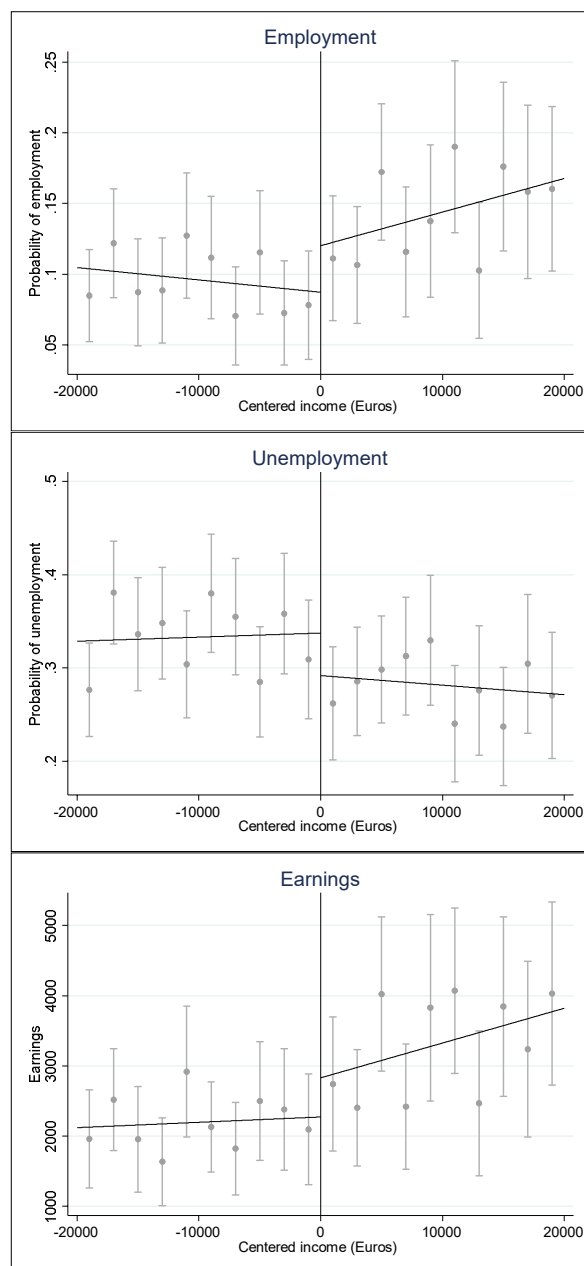 Employment
Probability of employment
.25
.2
.15
.1
.05
-20000 -10000 0 10000 20000
Centered income (Euros)
Unemployment
Probability of unemployment
.5
.4
.3
.2
-20000 -10000 0 10000 20000
Centered income (Euros)
Earnings
Earnings
5000
4000
3000
2000
1000
-20000 -10000 0 10000 20000
Centered income (Euros)